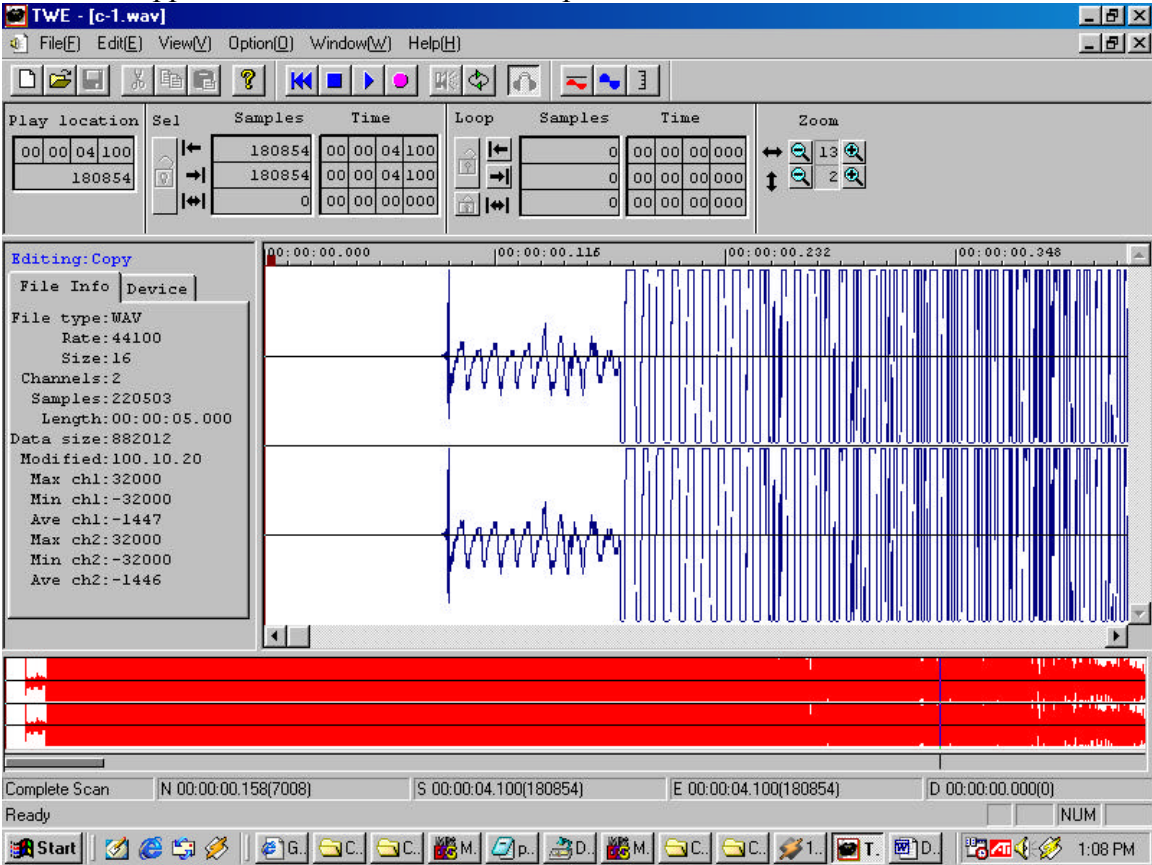 TWE - [c-1.wav]
File(F) Edit(E) View(V) Option(O) Window(W) Help(H)
Play location Sel Samples Time Loop Samples Time Zoom
00 00 04 100 180854 00 00 04 100 0 00 00 00 000 13
180854 180854 00 00 04 100 0 00 00 00 000 2
0 00 00 00 000 0 00 00 00 000
Editing:Copy
File Info Device
File type:WAV
Rate:44100
Size:16
Channels:2
Samples:220503
Length:00:00:05.000
Data size:882012
Modified:100.10.20
Max ch1:32000
Min ch1:-32000
Ave ch1:-1447
Max ch2:32000
Min ch2:-32000
Ave ch2:-1446
00:00:00.000 00:00:00.116 00:00:00.232 00:00:00.348
Complete Scan N 00:00:00.158(7008) S 00:00:04.100(180854) E 00:00:04.100(180854) D 00:00:00.000(0)
Ready NUM
Start G.. C.. C.. M.. p.. D.. M.. C.. C.. 1.. T.. D.. 1:08 PM